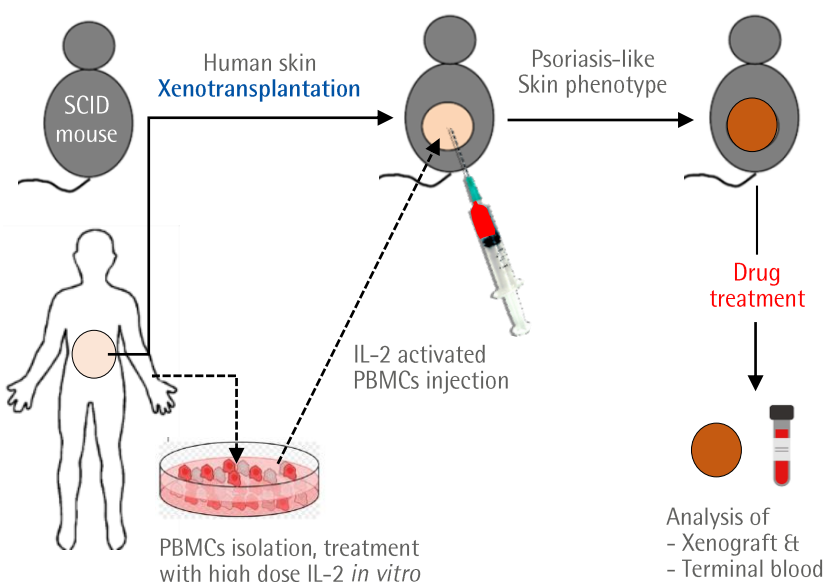 SCID
mouse
Human skin
Xenotransplantation
Psoriasis-like
Skin phenotype
Drug
treatment
IL-2 activated
PBMCs injection
PBMCs isolation, treatment
with high dose IL-2 in vitro
Analysis of
- Xenograft &
- Terminal blood